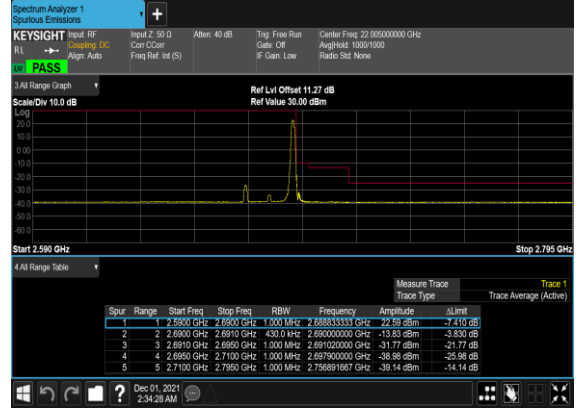 Spectrum Analyzer 1
Spurious Emissions
KEYSIGHT Input: RF Input Z: 50 Ω Atten: 40 dB Trig: Free Run Center Freq: 22.005000000 GHz
RL Coupling: DC Corr CCorr Gate: Off Avg|Hold: 1000/1000
Align: Auto Freq Ref: Int (S) IF Gain: Low Radio Std: None
PASS
3 All Range Graph
Ref Lvl Offset 11.27 dB
Scale/Div 10.0 dB Ref Value 30.00 dBm
Log
20.0
10.0
0.00
-10.0
-20.0
-30.0
-40.0
-50.0
-60.0
Start 2.590 GHz Stop 2.795 GHz
4 All Range Table
Measure Trace Trace 1
Trace Type Trace Average (Active)
Spur Range Start Freq Stop Freq RBW Frequency Amplitude ΔLimit
1 1 2.5900 GHz 2.6900 GHz 1.000 MHz 2.688833333 GHz 22.59 dBm -7.410 dB
2 2 2.6900 GHz 2.6910 GHz 430.0 kHz 2.690000000 GHz -13.83 dBm -3.830 dB
3 3 2.6910 GHz 2.6950 GHz 1.000 MHz 2.691020000 GHz -31.77 dBm -21.77 dB
4 4 2.6950 GHz 2.7100 GHz 1.000 MHz 2.697900000 GHz -38.98 dBm -25.98 dB
5 5 2.7100 GHz 2.7950 GHz 1.000 MHz 2.756891667 GHz -39.14 dBm -14.14 dB
Dec 01, 2021
2:34:28 AM